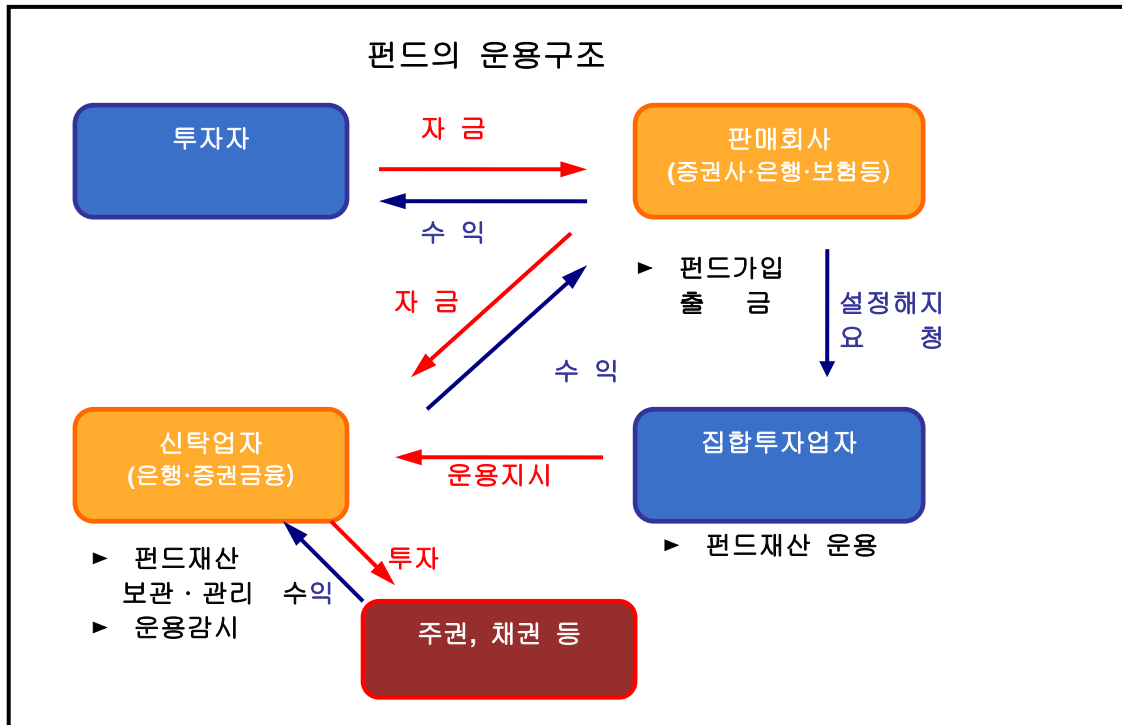 펀드의 운용구조
투자자
자 금
판매회사
(증권사·은행·보험등)
수 익
► 펀드가입
출 금
설정해지
요 청
자 금
수 익
신탁업자
(은행·증권금융)
운용지시
집합투자업자
► 펀드재산 운용
► 펀드재산
보관 · 관리
► 운용감시
수익
투자
주권, 채권 등